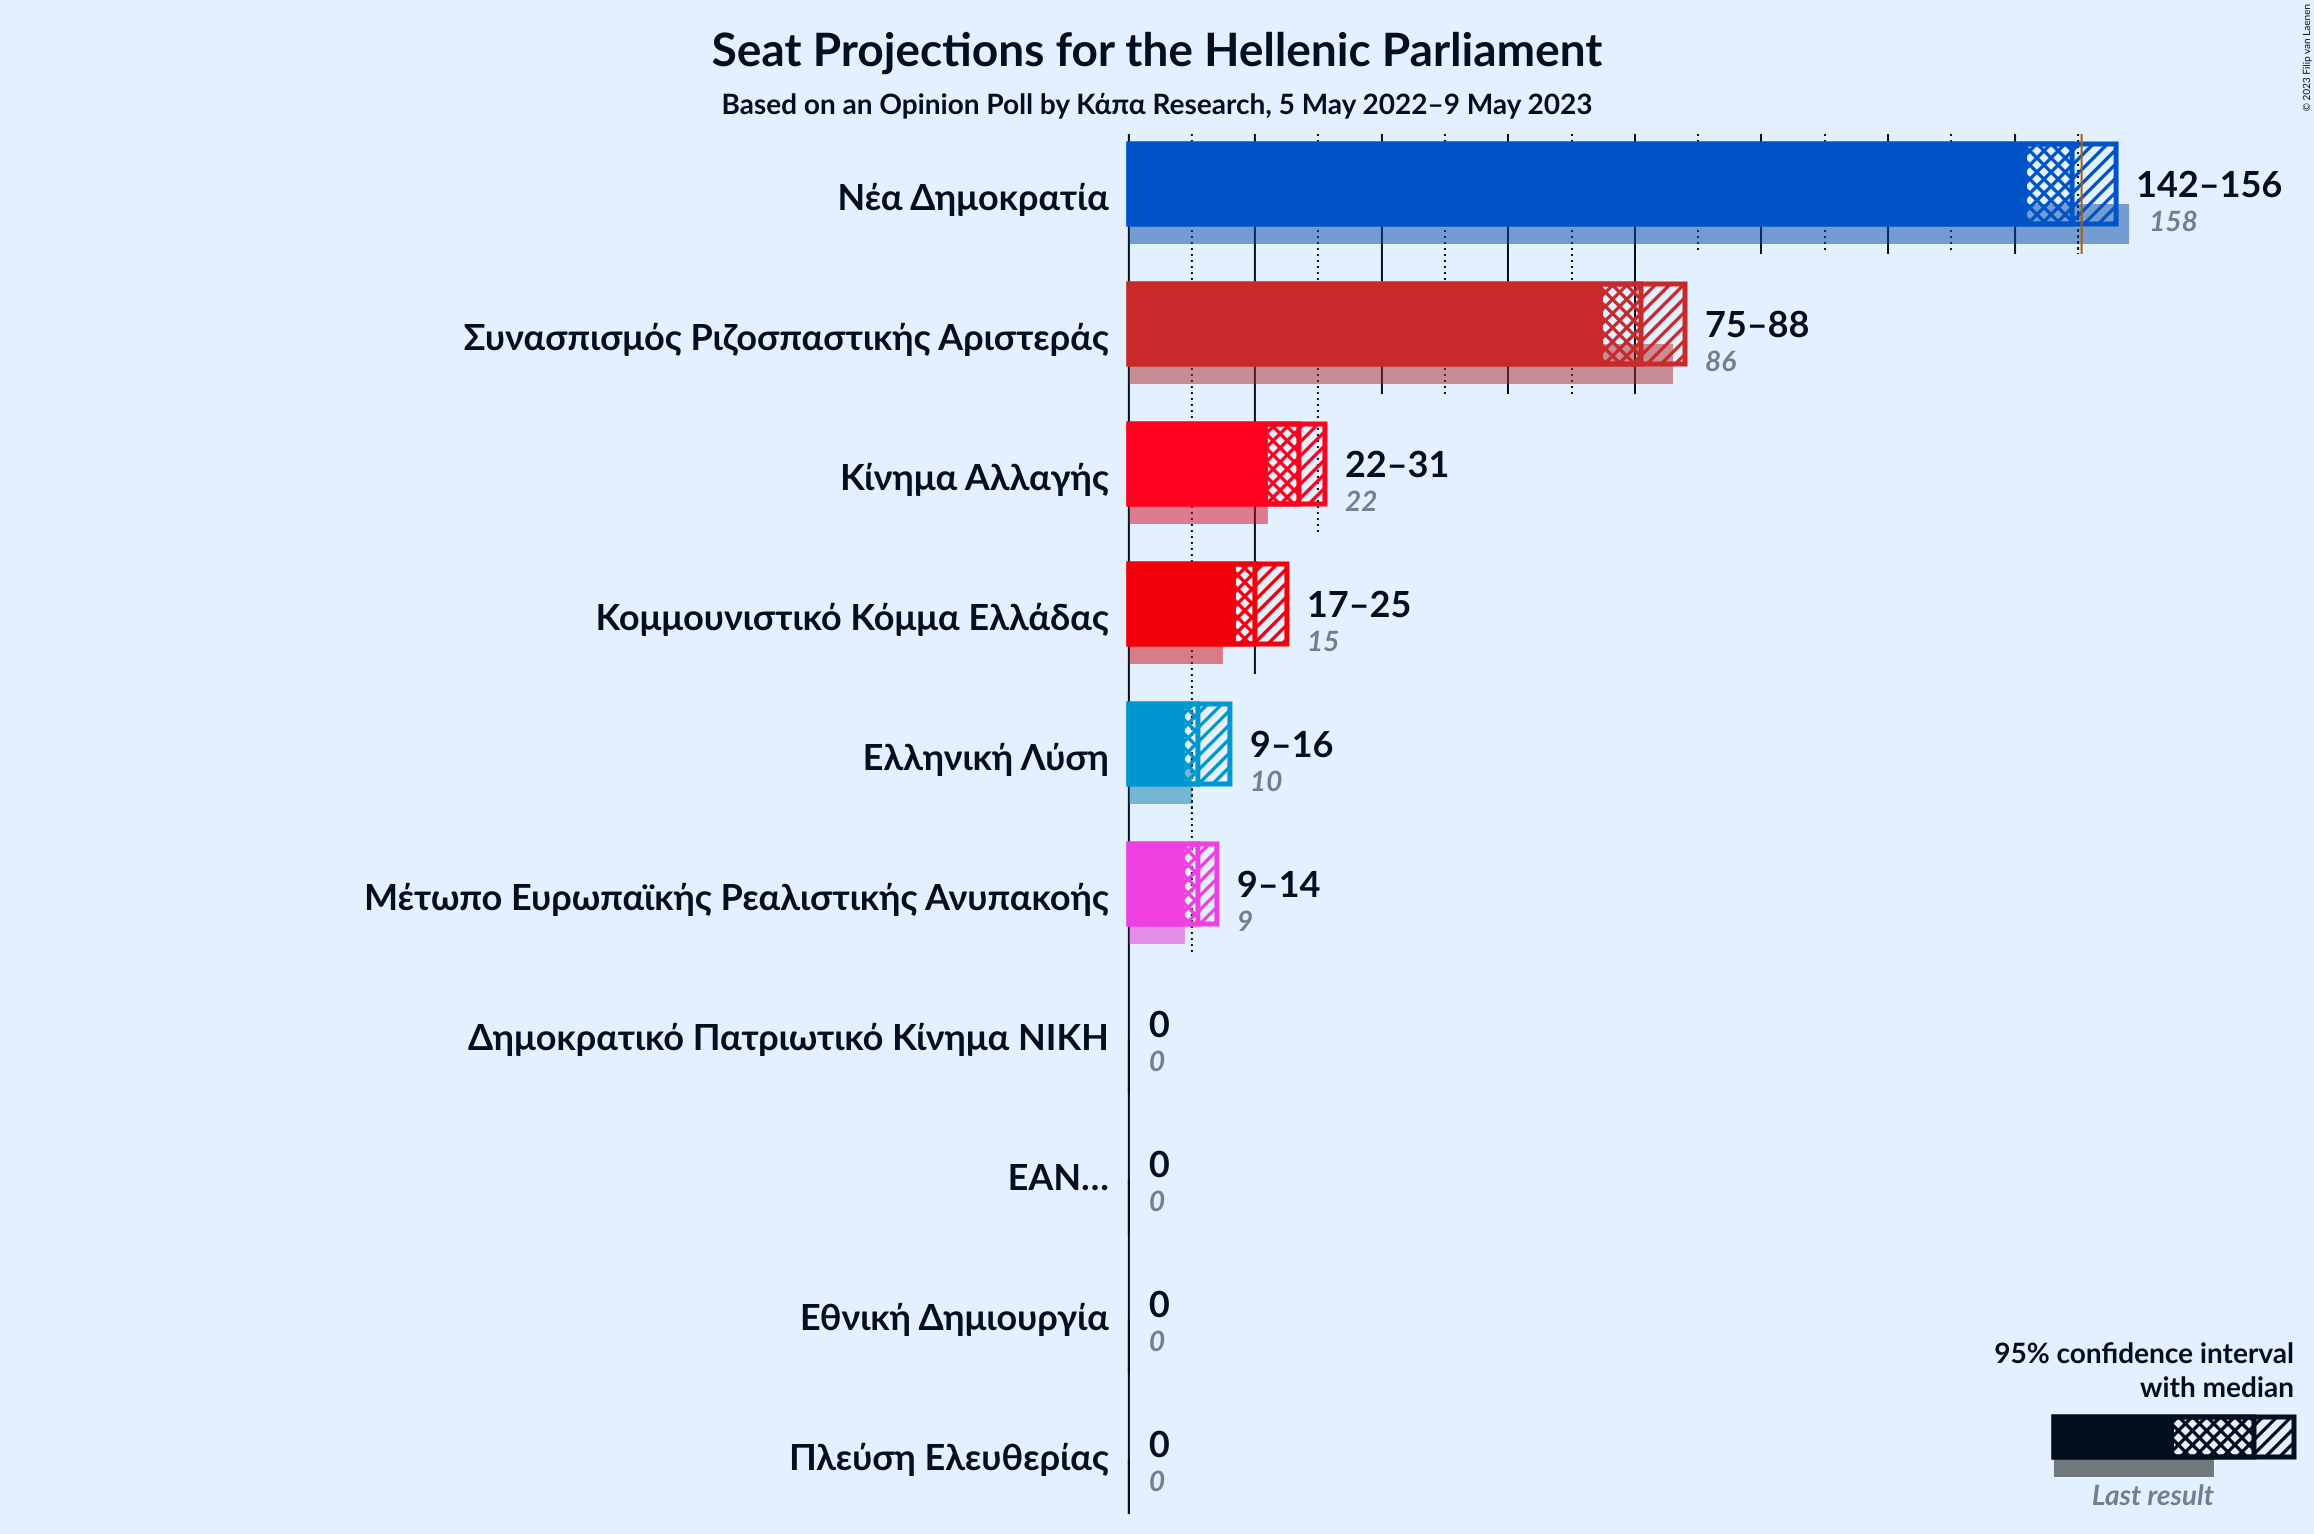 Seat Projections for the Hellenic Parliament
Based on an Opinion Poll by Κάπα Research, 5 May 2022–9 May 2023
© 2023 Filip van Laenen
Νέα Δημοκρατία
142–156
158
Συνασπισμός Ριζοσπαστικής Αριστεράς
75–88
86
Κίνημα Αλλαγής
22–31
22
Κομμουνιστικό Κόμμα Ελλάδας
17–25
15
Ελληνική Λύση
9–16
10
Μέτωπο Ευρωπαϊκής Ρεαλιστικής Ανυπακοής
9–14
9
Δημοκρατικό Πατριωτικό Κίνημα ΝΙΚΗ
0
0
ΕΑΝ…
0
0
Εθνική Δημιουργία
0
0
Πλεύση Ελευθερίας
0
0
95% confidence interval
with median
Last result